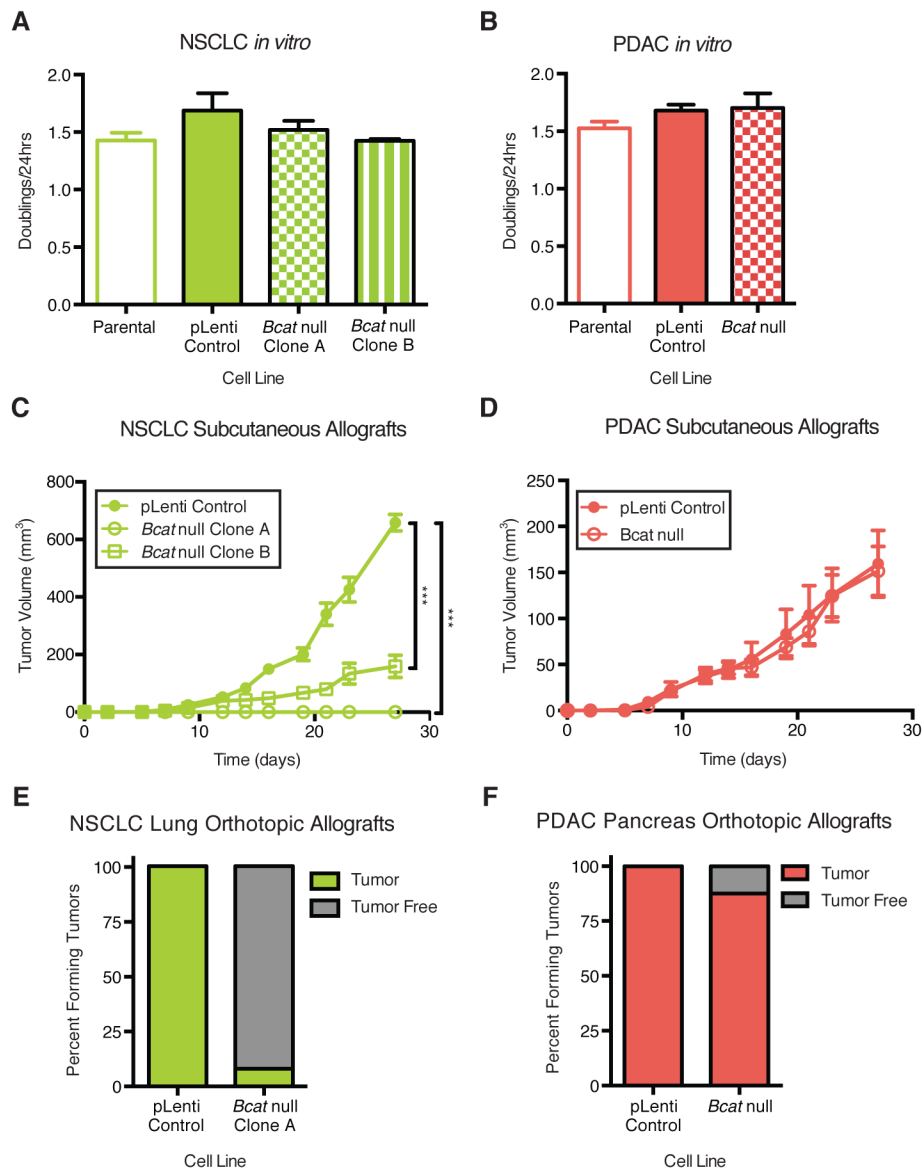 A
NSCLC in vitro
Doublings/24hrs
2.0
1.5
1.0
0.5
0.0
Parental
pLenti
Control
Bcat null
Clone A
Bcat null
Clone B
Cell Line
B
PDAC in vitro
Doublings/24hrs
2.0
1.5
1.0
0.5
0.0
Parental
pLenti
Control
Bcat null
Cell Line
C
NSCLC Subcutaneous Allografts
Tumor Volume (mm³)
800
600
400
200
0
pLenti Control
Bcat null Clone A
Bcat null Clone B
***
***
0
10
20
30
Time (days)
D
PDAC Subcutaneous Allografts
Tumor Volume (mm³)
250
200
150
100
50
0
pLenti Control
Bcat null
0
10
20
30
Time (days)
E
NSCLC Lung Orthotopic Allografts
Percent Forming Tumors
100
75
50
25
0
Tumor
Tumor Free
pLenti
Control
Bcat null
Clone A
Cell Line
F
PDAC Pancreas Orthotopic Allografts
Percent Forming Tumors
100
75
50
25
0
Tumor
Tumor Free
pLenti
Control
Bcat null
Cell Line